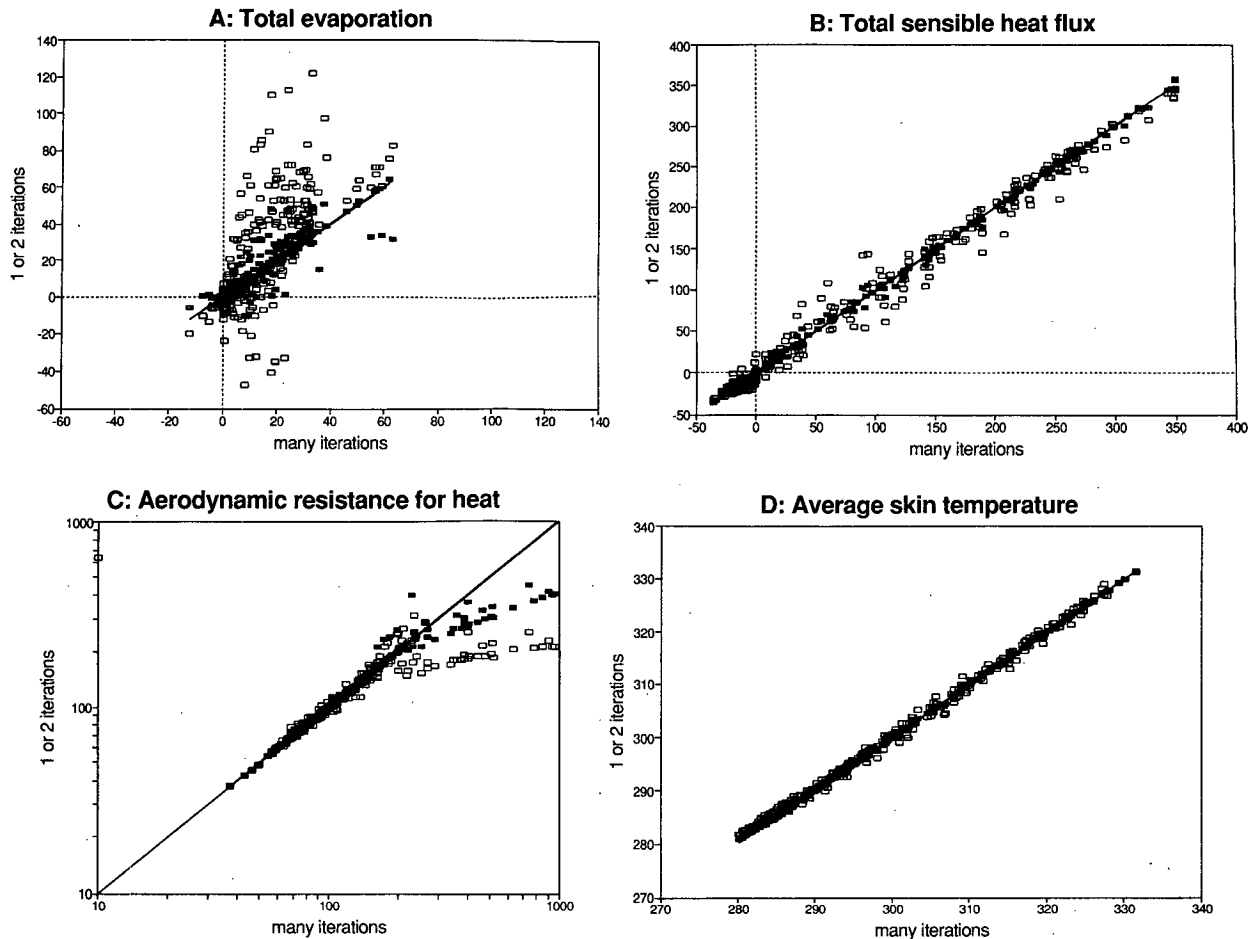 A: Total evaporation
140
120
100
80
60
40
20
0
-20
-40
-60
-60 -40 -20 0 20 40 60 80 100 120 140
1 or 2 iterations
many iterations
B: Total sensible heat flux
400
350
300
250
200
150
100
50
0
-50
-50 0 50 100 150 200 250 300 350 400
1 or 2 iterations
many iterations
C: Aerodynamic resistance for heat
1000
100
10
10 100 1000
1 or 2 iterations
many iterations
D: Average skin temperature
340
330
320
310
300
290
280
270
270 280 290 300 310 320 330 340
1 or 2 iterations
many iterations